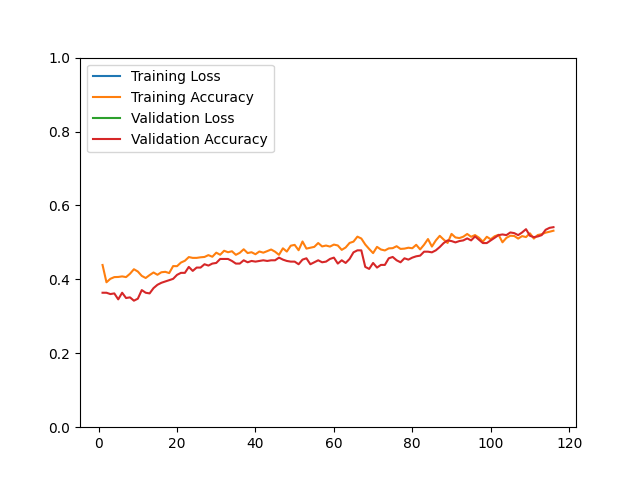 Training Loss
Training Accuracy
Validation Loss
Validation Accuracy
1.0
0.8
0.6
0.4
0.2
0.0
0 20 40 60 80 100 120